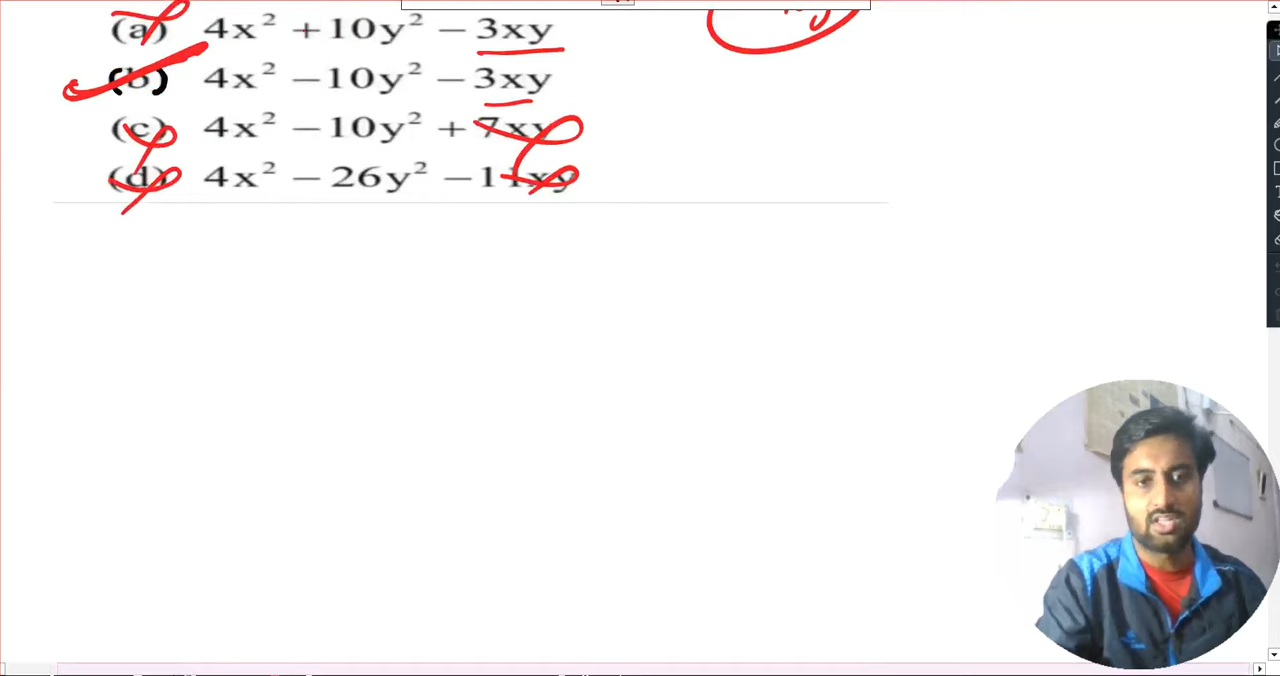 (a) 4x² +10y² − 3xy
(b) 4x² −10y² − 3xy
(c) 4x² −10y² + 7xy
(d) 4x² − 26y² −11xy